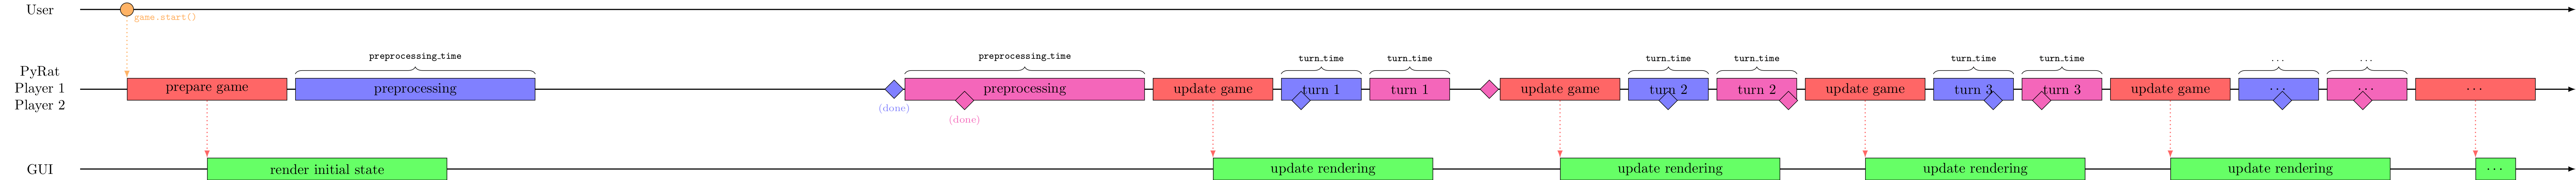 User
game.start()
preprocessing_time
preprocessing_time
turn_time
turn_time
turn_time
turn_time
turn_time
turn_time
...
...
PyRat
Player 1
Player 2
prepare game
preprocessing
preprocessing
update game
turn 1
turn 1
update game
turn 2
turn 2
update game
turn 3
turn 3
update game
...
...
...
(done)
(done)
GUI
render initial state
update rendering
update rendering
update rendering
update rendering
...